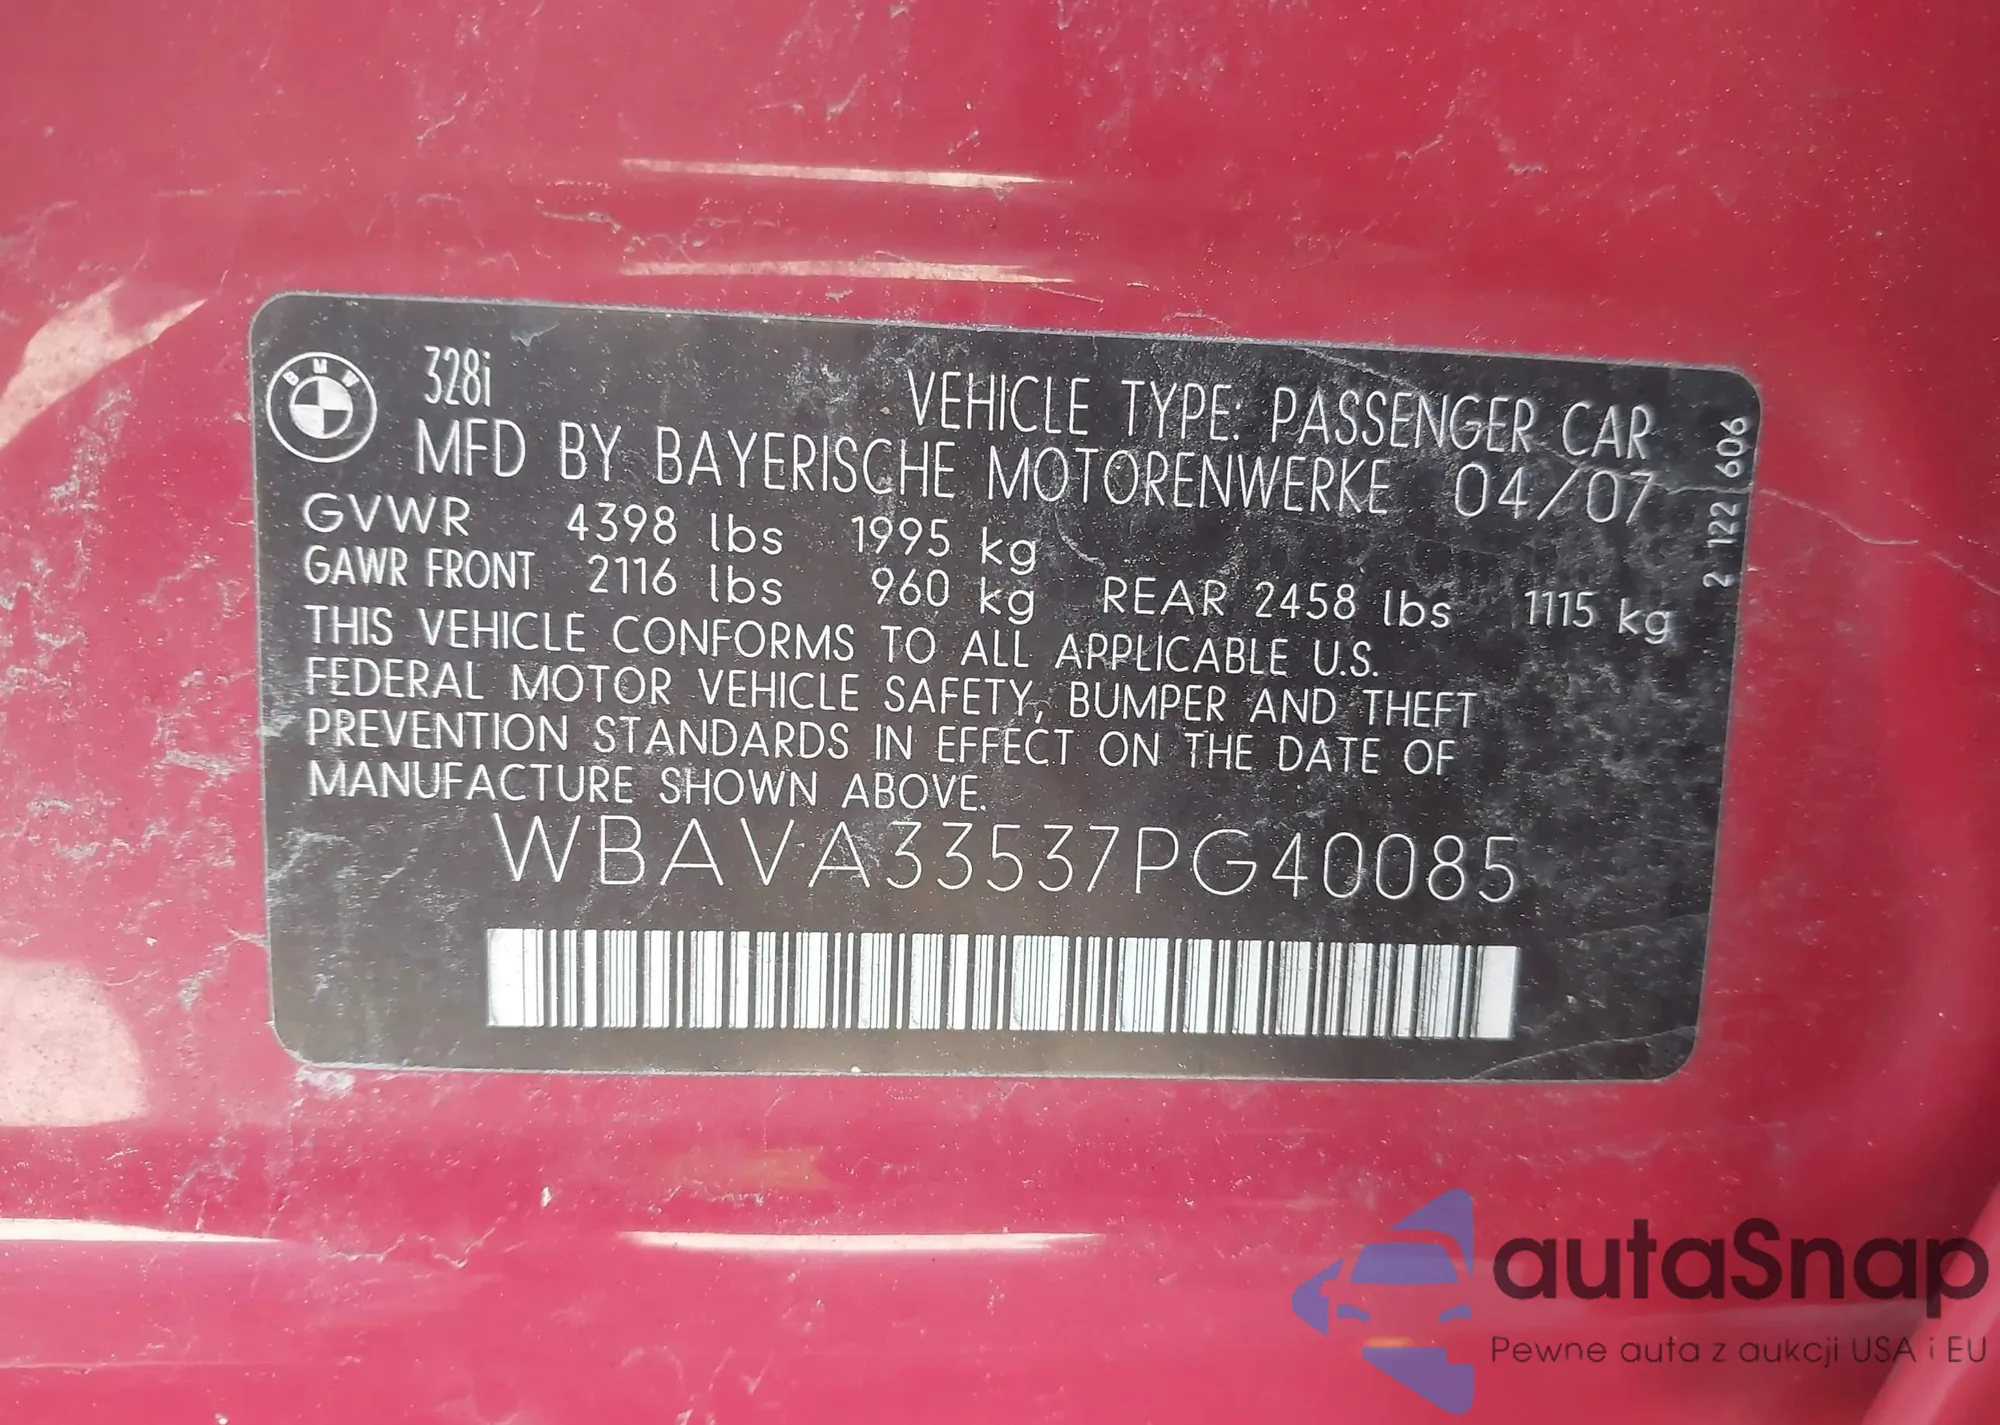 BMW
328i
VEHICLE TYPE: PASSENGER CAR
MFD BY BAYERISCHE MOTORENWERKE 04/07
GVWR 4398 lbs 1995 kg
GAWR FRONT 2116 lbs 960 kg REAR 2458 lbs 1115 kg
THIS VEHICLE CONFORMS TO ALL APPLICABLE U.S.
FEDERAL MOTOR VEHICLE SAFETY, BUMPER AND THEFT
PREVENTION STANDARDS IN EFFECT ON THE DATE OF
MANUFACTURE SHOWN ABOVE.
WBAVA33537PG40085
2 122 606
autaSnap
Pewne auta z aukcji USA i EU